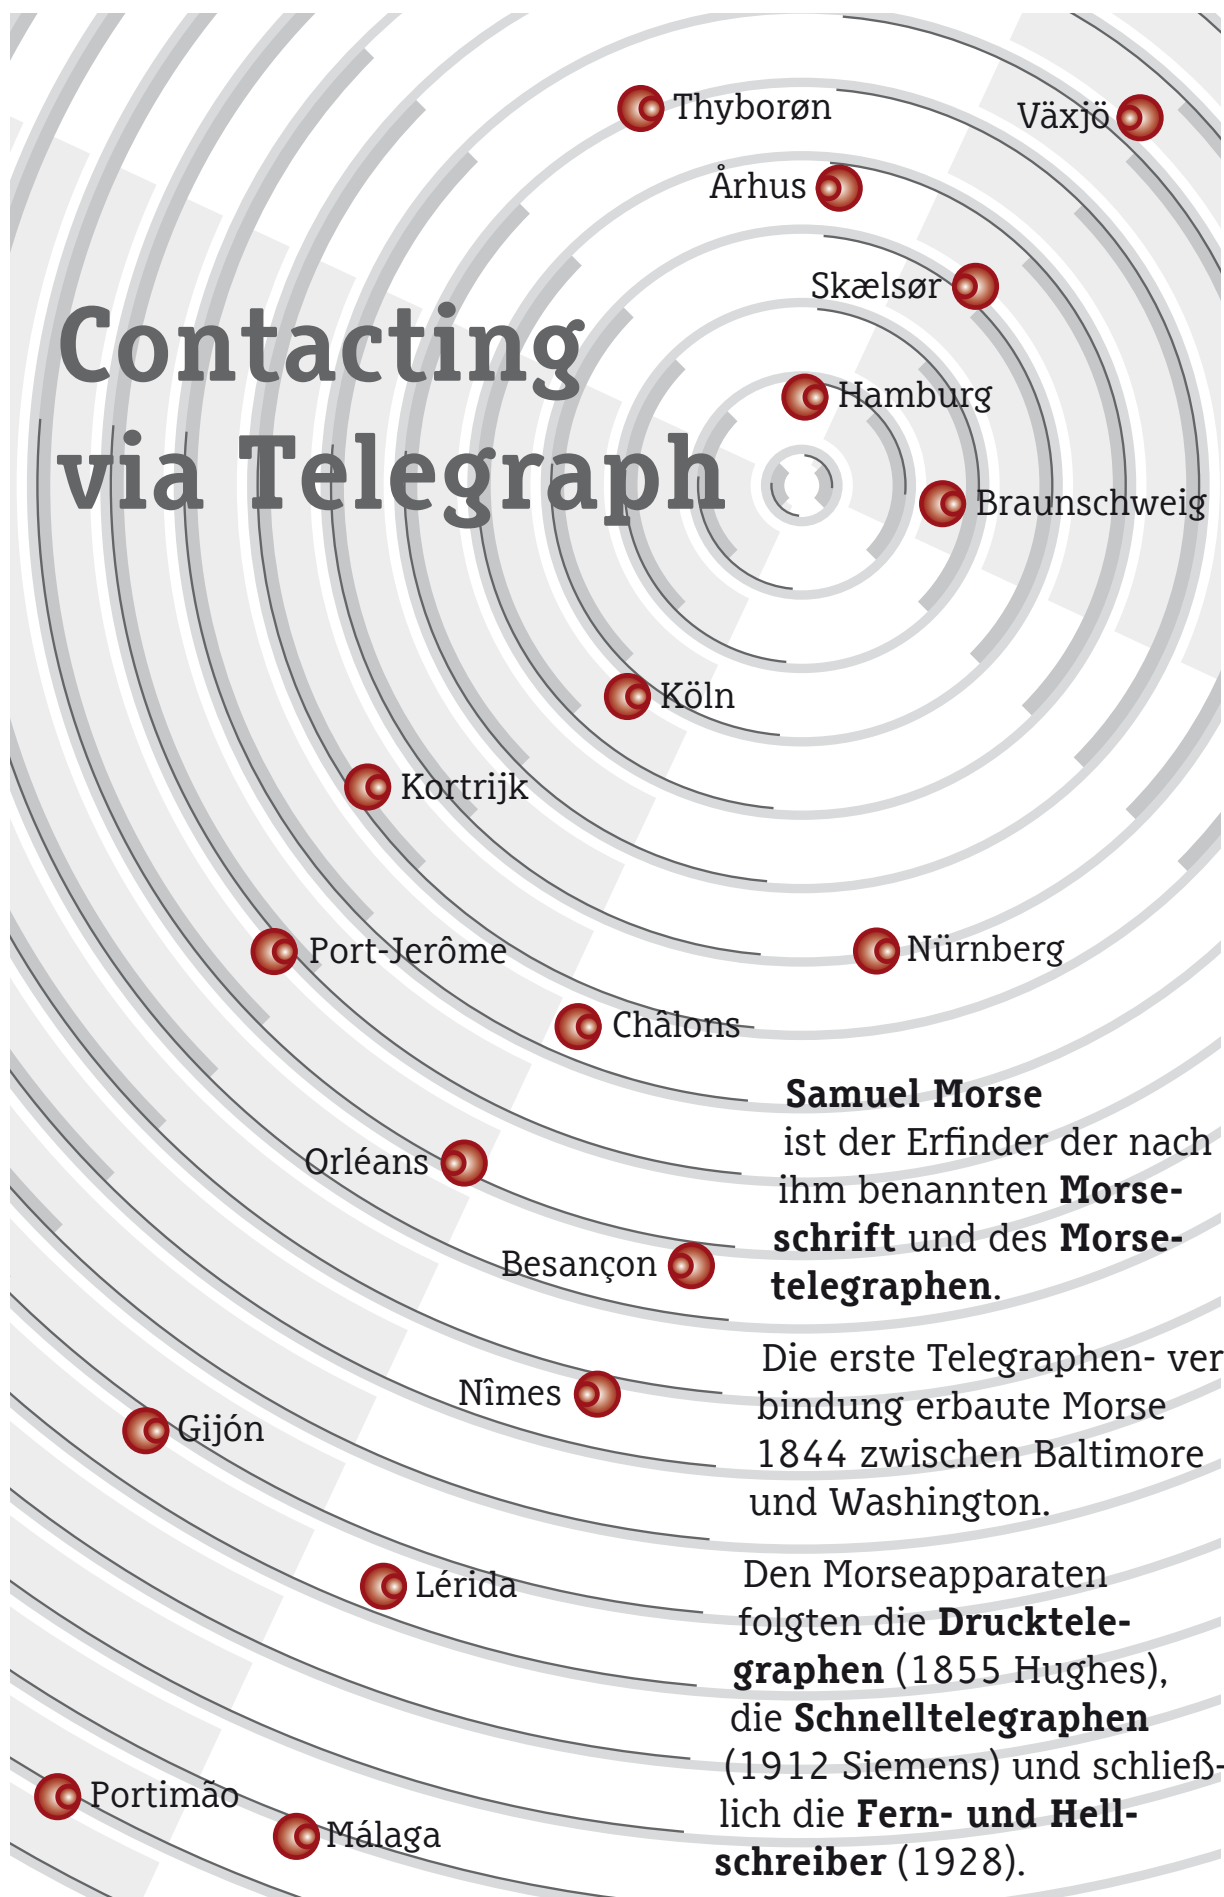 Thyborøn
Växjö
Århus
Skælsør
Contacting
via Telegraph
Hamburg
Braunschweig
Köln
Kortrijk
Port-Jerôme
Nürnberg
Châlons
Samuel Morse
ist der Erfinder der nach
ihm benannten Morse-
schrift und des Morse-
telegraphen.
Orléans
Besançon
Die erste Telegraphen- ver
bindung erbaute Morse
1844 zwischen Baltimore
und Washington.
Nîmes
Gijón
Lérida
Den Morseapparaten
folgten die Drucktele-
graphen (1855 Hughes),
die Schnelltelegraphen
(1912 Siemens) und schließ-
lich die Fern- und Hell-
schreiber (1928).
Portimão
Málaga